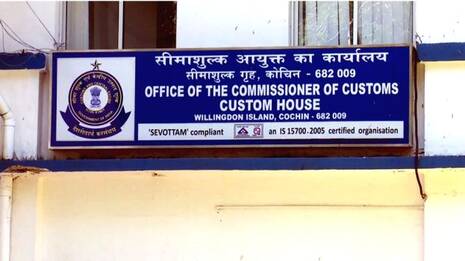 सीमाशुल्क आयुक्त का कार्यालय
सीमाशुल्क गृह, कोचिन - 682 009
OFFICE OF THE COMMISSIONER OF CUSTOMS
CUSTOM HOUSE
WILLINGDON ISLAND, COCHIN - 682 009
'SEVOTTAM' compliant an IS 15700:2005 certified organisation